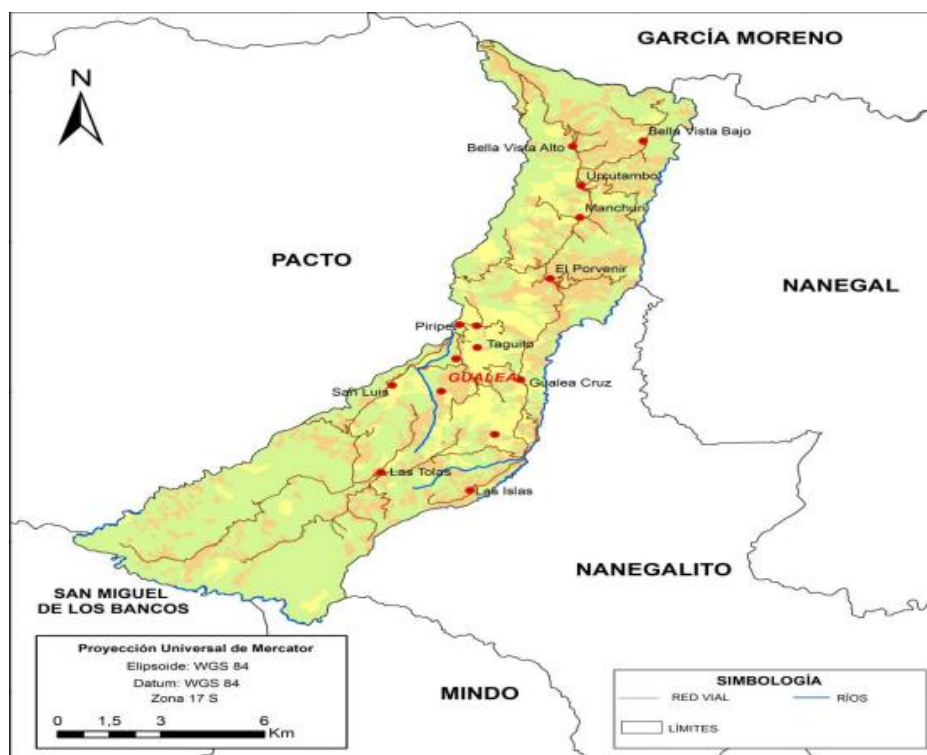 GARCÍA MORENO
N
Bella Vista Bajo
Bella Vista Alto
Urcutambo
Manchuri
PACTO
El Porvenir
NANEGAL
Piripe
Taguito
GUALEA
Gualea Cruz
San Luis
Las Tolas
Las Islas
NANEGALITO
SAN MIGUEL
DE LOS BANCOS
MINDO
Proyección Universal de Mercator
Elipsoide: WGS 84
Datum: WGS 84
Zona 17 S
0 1,5 3 6
Km
SIMBOLOGÍA
RED VIAL
RÍOS
LÍMITES